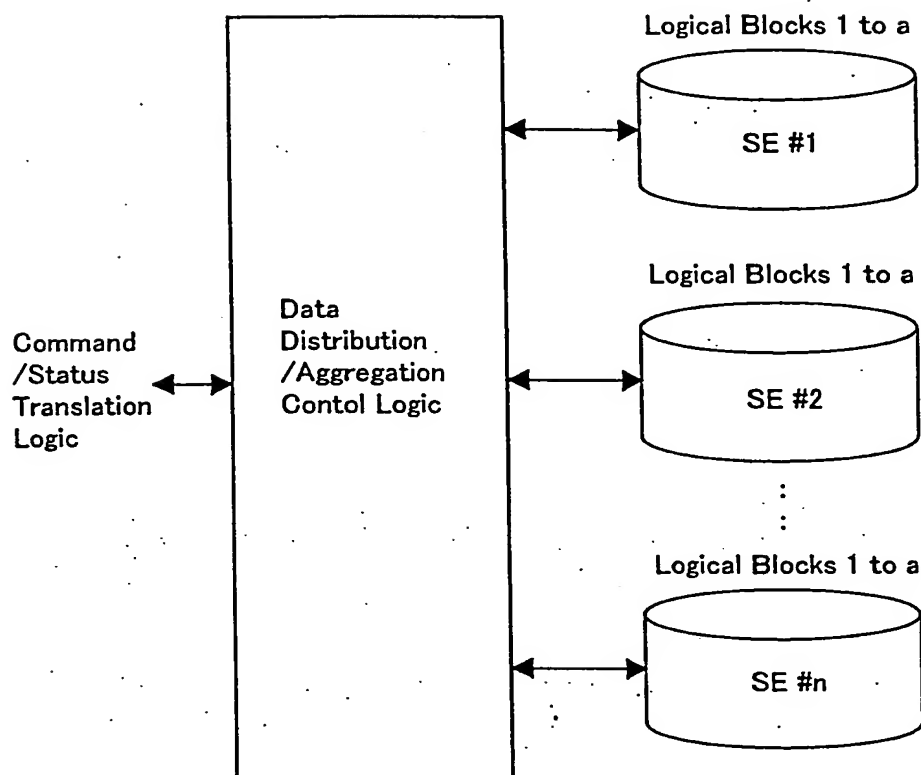 Logical Blocks 1 to a
SE #1
Logical Blocks 1 to a
SE #2
Logical Blocks 1 to a
SE #n
Data
Distribution
/Aggregation
Contol Logic
Command
/Status
Translation
Logic